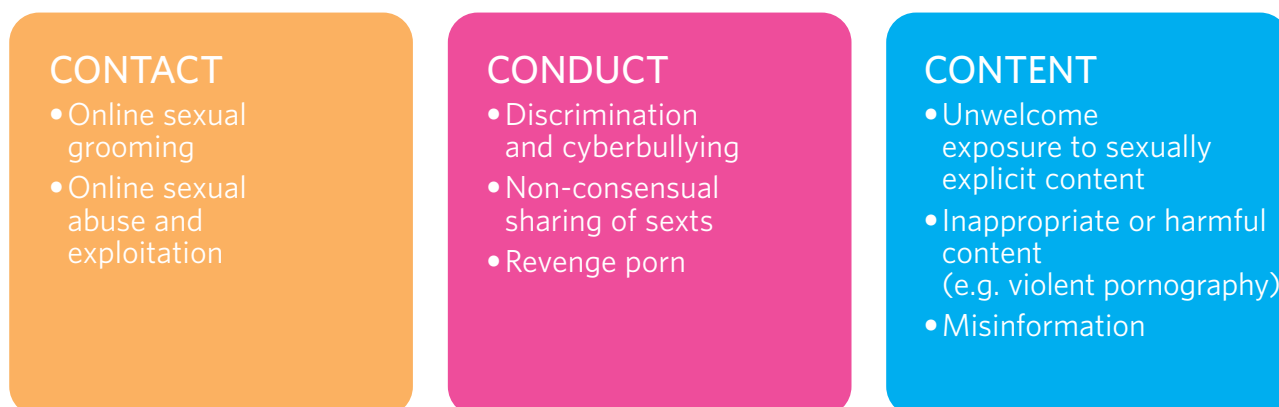 CONTACT
• Online sexual
grooming
• Online sexual
abuse and
exploitation
CONDUCT
• Discrimination
and cyberbullying
• Non-consensual
sharing of sexts
• Revenge porn
CONTENT
• Unwelcome
exposure to sexually
explicit content
• Inappropriate or harmful
content
(e.g. violent pornography)
• Misinformation